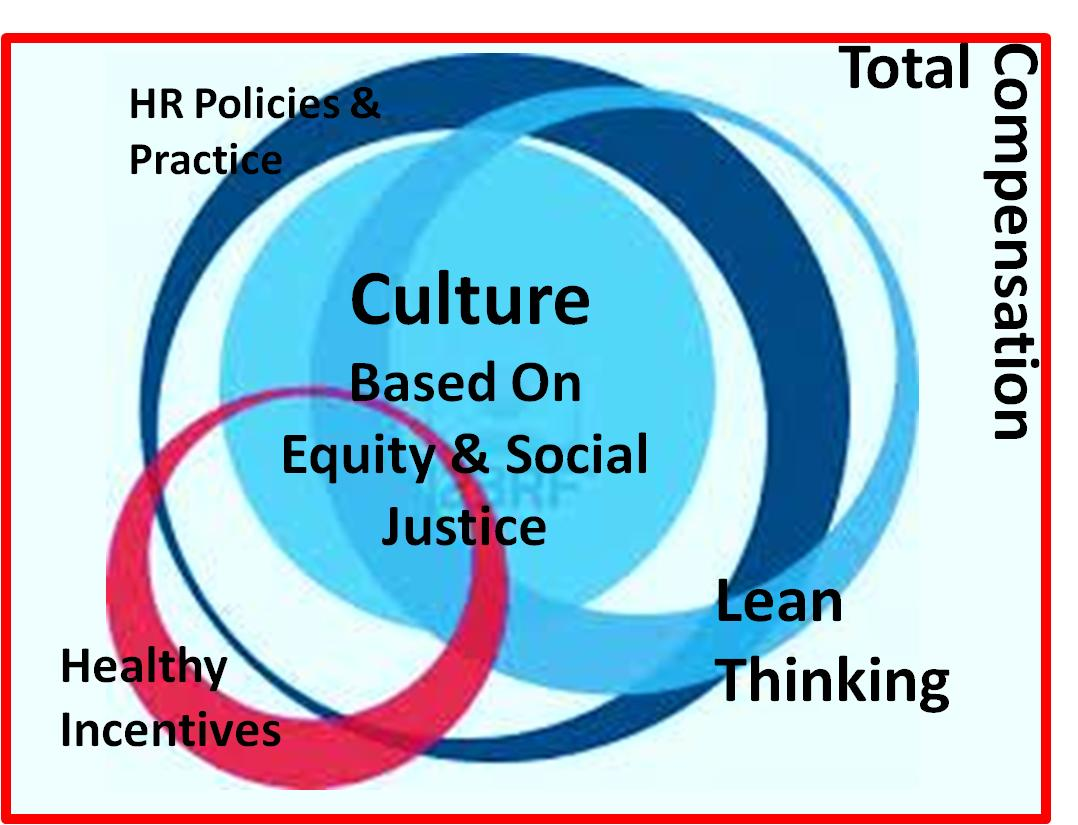 Total
Compensation
HR Policies &
Practice
Culture
Based On
Equity & Social
Justice
Lean
Thinking
Healthy
Incentives